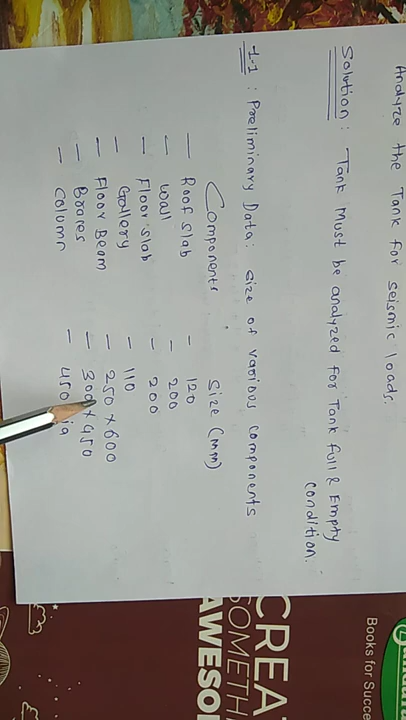 Analyze the Tank for seismic loads.
Solution : Tank Must be analyzed for Tank full & Empty
condition.
1.1 : Preliminary Data: Size of various components
Components Size (mm)
— Roof Slab - 120
— Wall - 200
— Floor slab - 200
— Gallery - 110
— Floor Beam - 250 × 600
— Braces - 300 × 450
— Column - 450
CREA
SOMETH
AWESO
Books for Succe